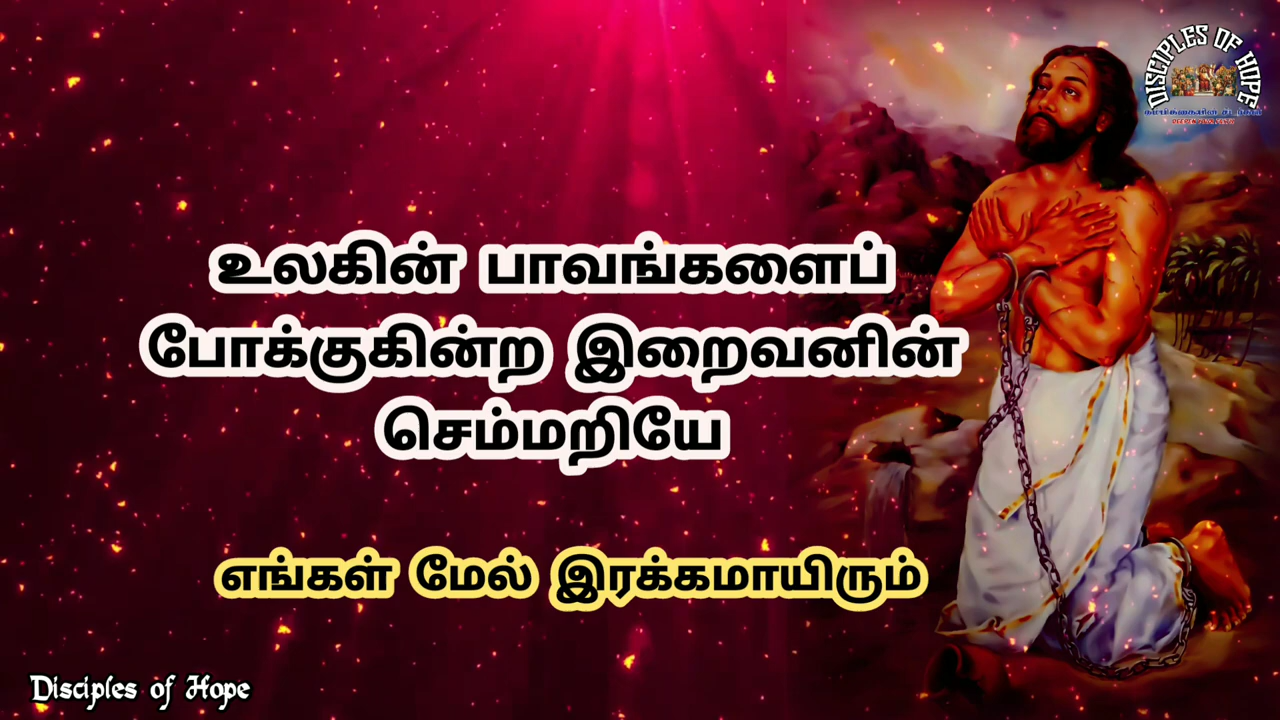 DISCIPLES OF HOPE
உலகின் பாவங்களைப்
போக்குகின்ற இறைவனின்
செம்மறியே
எங்கள் மேல் இரக்கமாயிரும்
Disciples of Hope